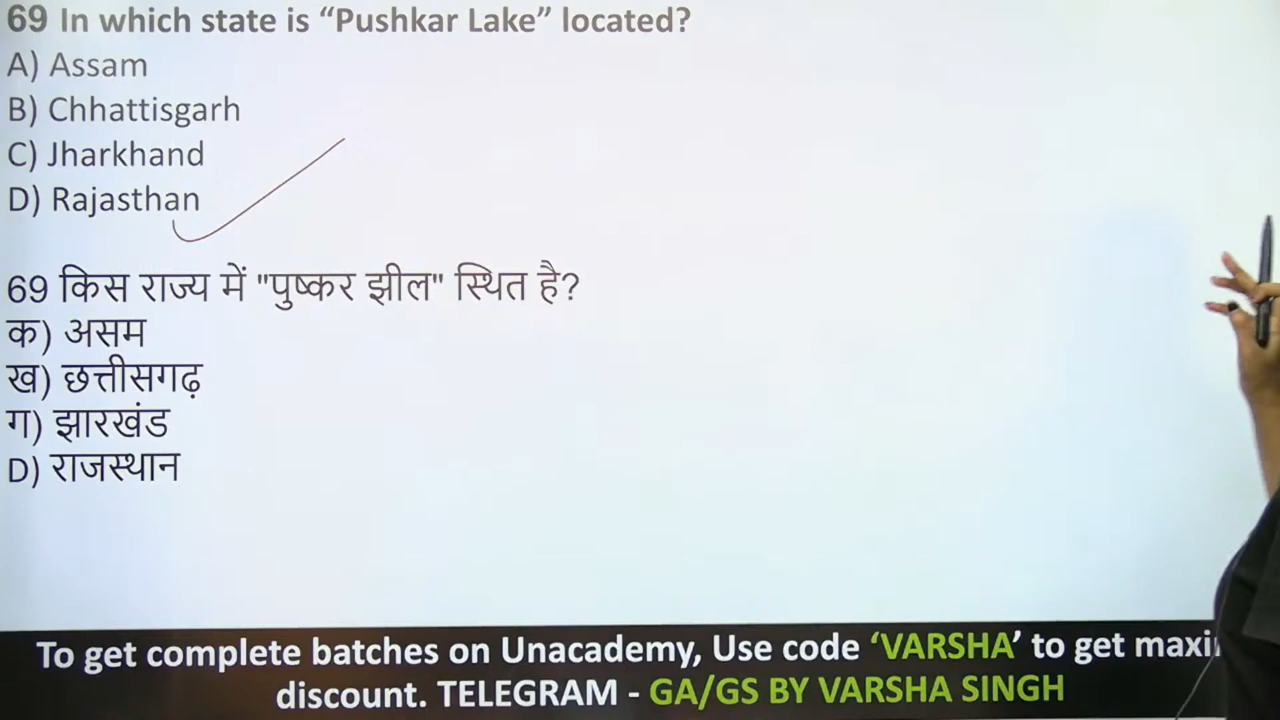 69 In which state is “Pushkar Lake” located?
A) Assam
B) Chhattisgarh
C) Jharkhand
D) Rajasthan
69 किस राज्य में "पुष्कर झील" स्थित है?
क) असम
ख) छत्तीसगढ़
ग) झारखंड
D) राजस्थान
To get complete batches on Unacademy, Use code ‘VARSHA’ to get
discount. TELEGRAM - GA/GS BY VARSHA SINGH